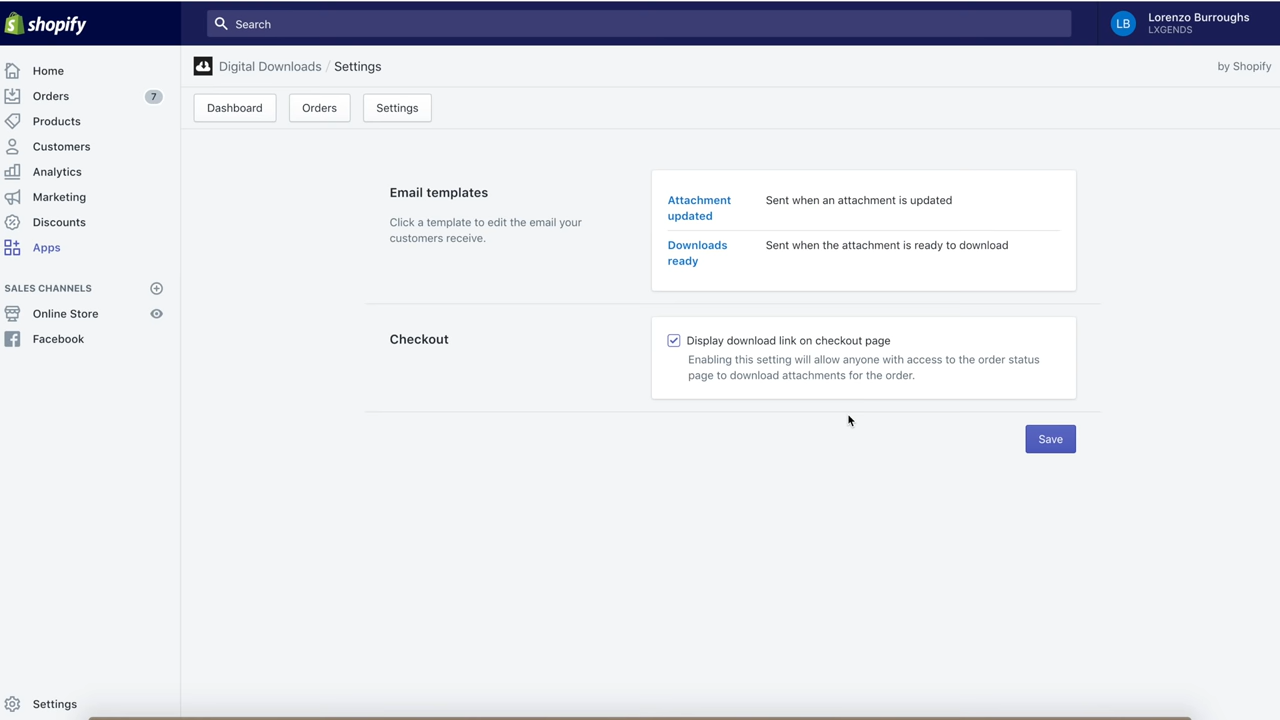 shopify
Search
LB
Lorenzo Burroughs
LXGENDS
Home
Orders
7
Products
Customers
Analytics
Marketing
Discounts
Apps
SALES CHANNELS
Online Store
Facebook
Settings
Digital Downloads / Settings
by Shopify
Dashboard
Orders
Settings
Email templates
Click a template to edit the email your
customers receive.
Attachment
updated
Sent when an attachment is updated
Downloads
ready
Sent when the attachment is ready to download
Checkout
Display download link on checkout page
Enabling this setting will allow anyone with access to the order status
page to download attachments for the order.
Save